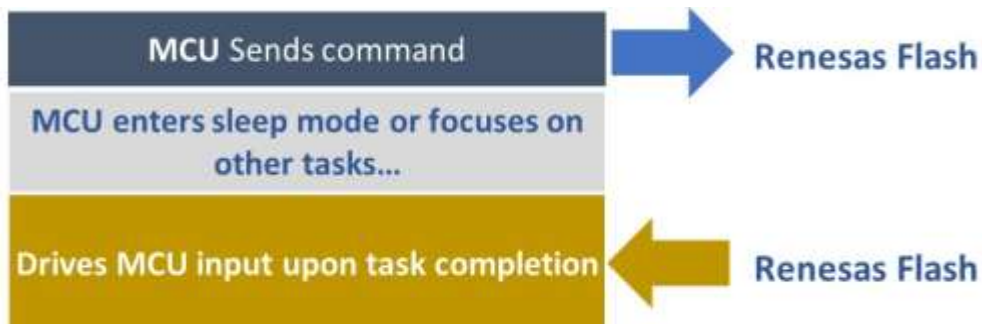 MCU Sends command
Renesas Flash
MCU enters sleep mode or focuses on
other tasks...
Drives MCU input upon task completion
Renesas Flash